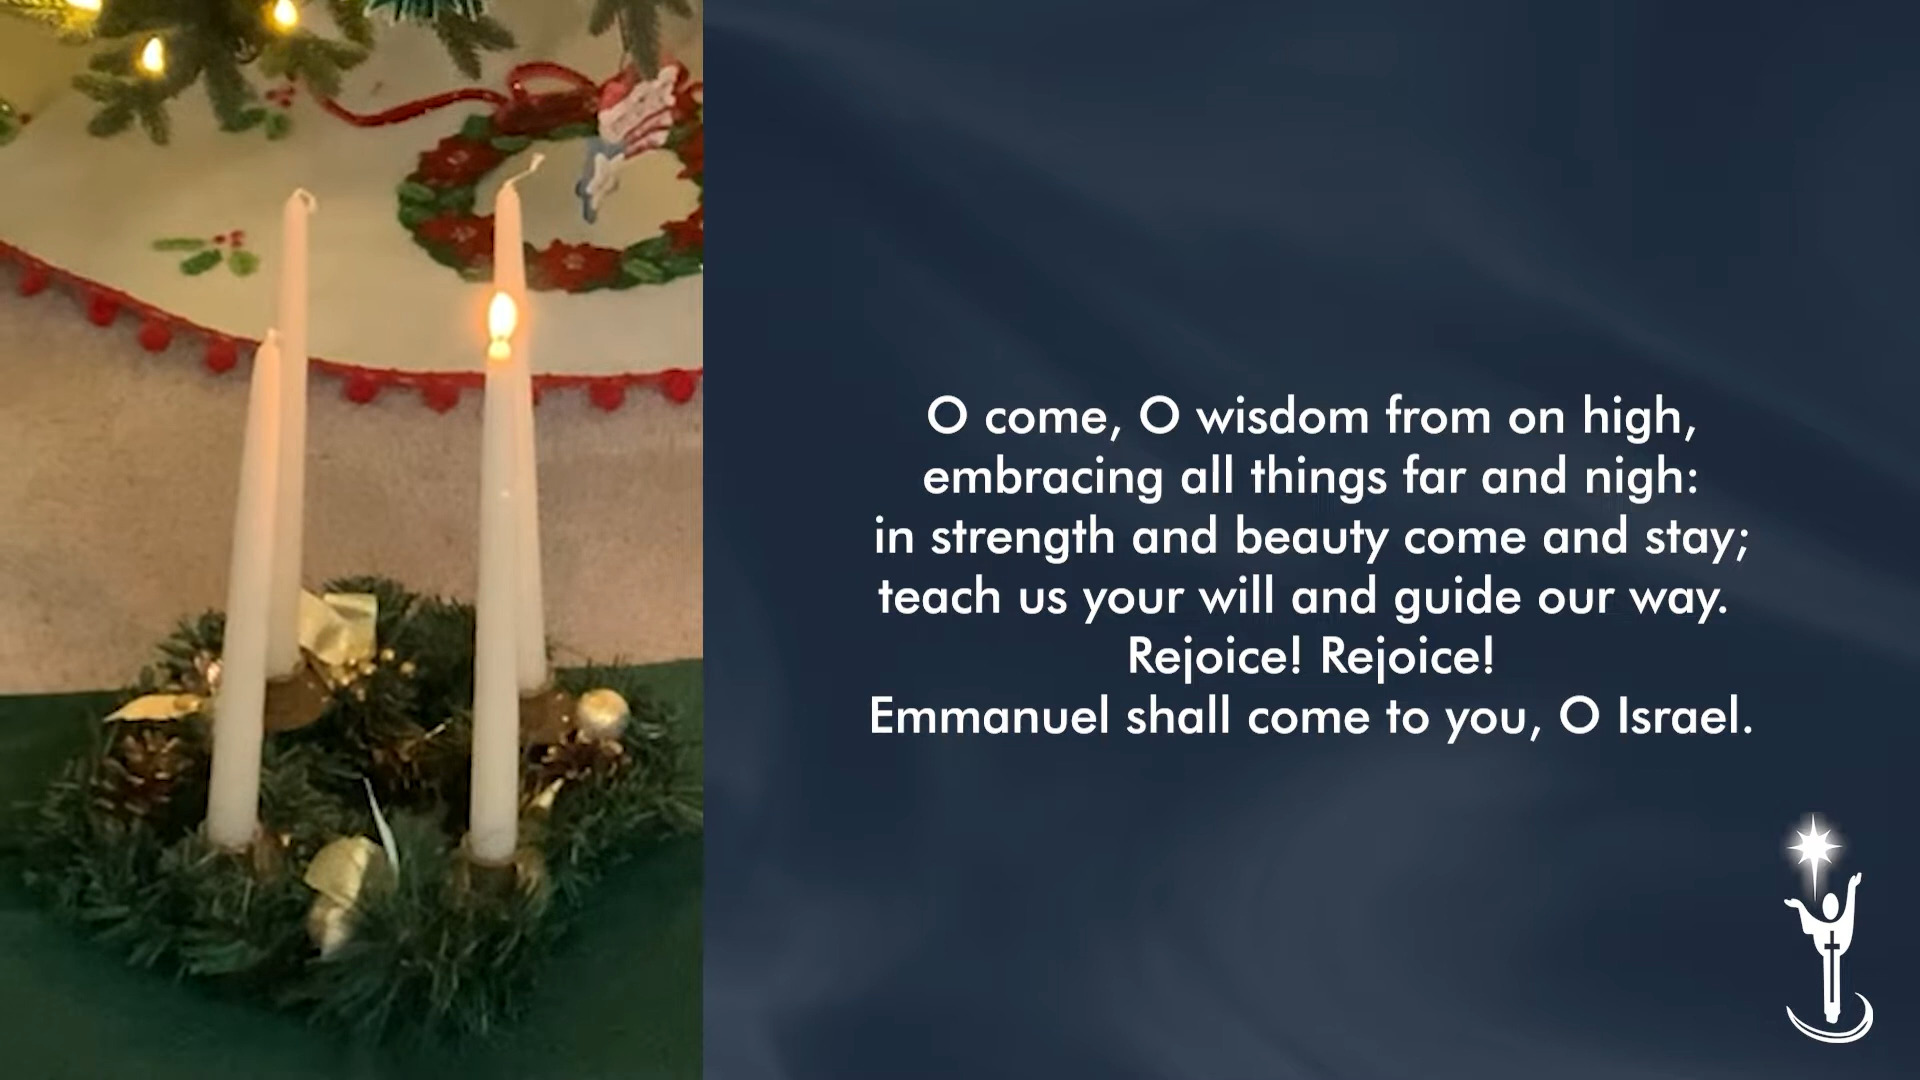 O come, O wisdom from on high,
embracing all things far and nigh:
in strength and beauty come and stay;
teach us your will and guide our way.
Rejoice! Rejoice!
Emmanuel shall come to you, O Israel.